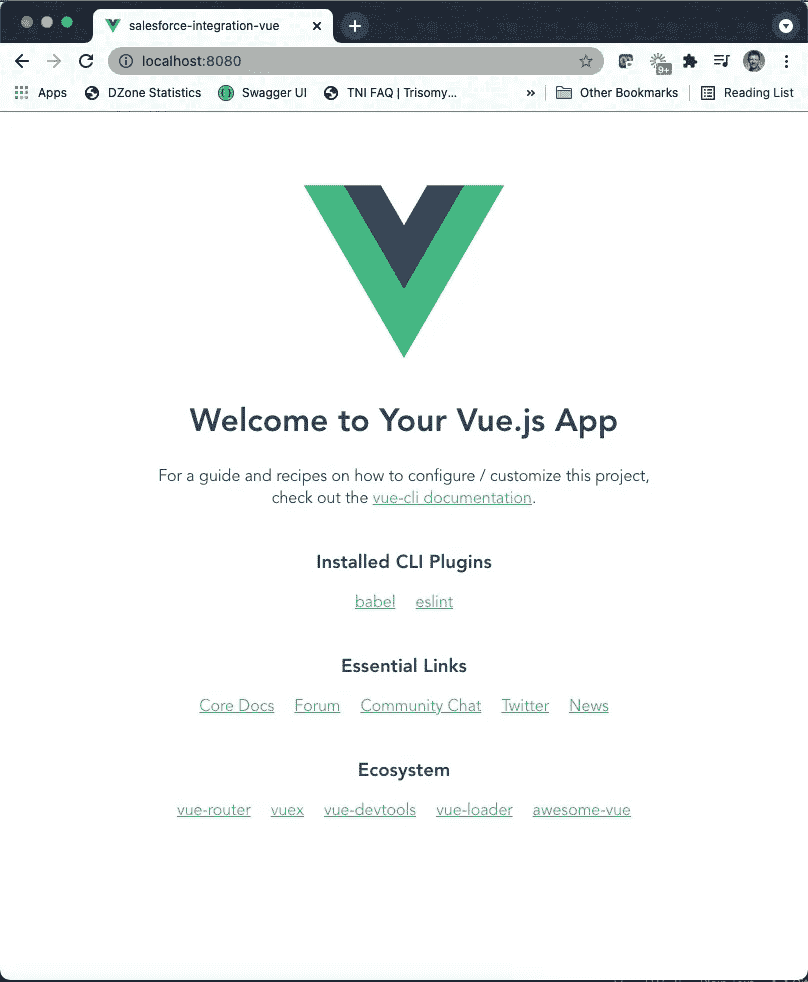 salesforce-integration-vue
localhost:8080
9+
Apps DZone Statistics Swagger UI TNI FAQ | Trisomy... » Other Bookmarks Reading List
Welcome to Your Vue.js App
For a guide and recipes on how to configure / customize this project,
check out the vue-cli documentation.
Installed CLI Plugins
babel eslint
Essential Links
Core Docs Forum Community Chat Twitter News
Ecosystem
vue-router vuex vue-devtools vue-loader awesome-vue